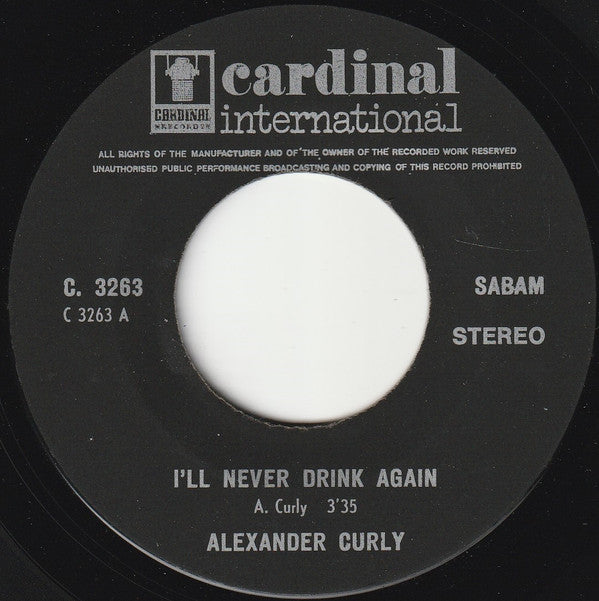 cardinal
international
CARDINAL
RECORDS
ALL RIGHTS OF THE MANUFACTURER AND OF THE OWNER OF THE RECORDED WORK RESERVED
UNAUTHORISED PUBLIC PERFORMANCE BROADCASTING AND COPYING OF THIS RECORD PROHIBITED
C. 3263
C 3263 A
SABAM
STEREO
I'LL NEVER DRINK AGAIN
A. Curly 3'35
ALEXANDER CURLY